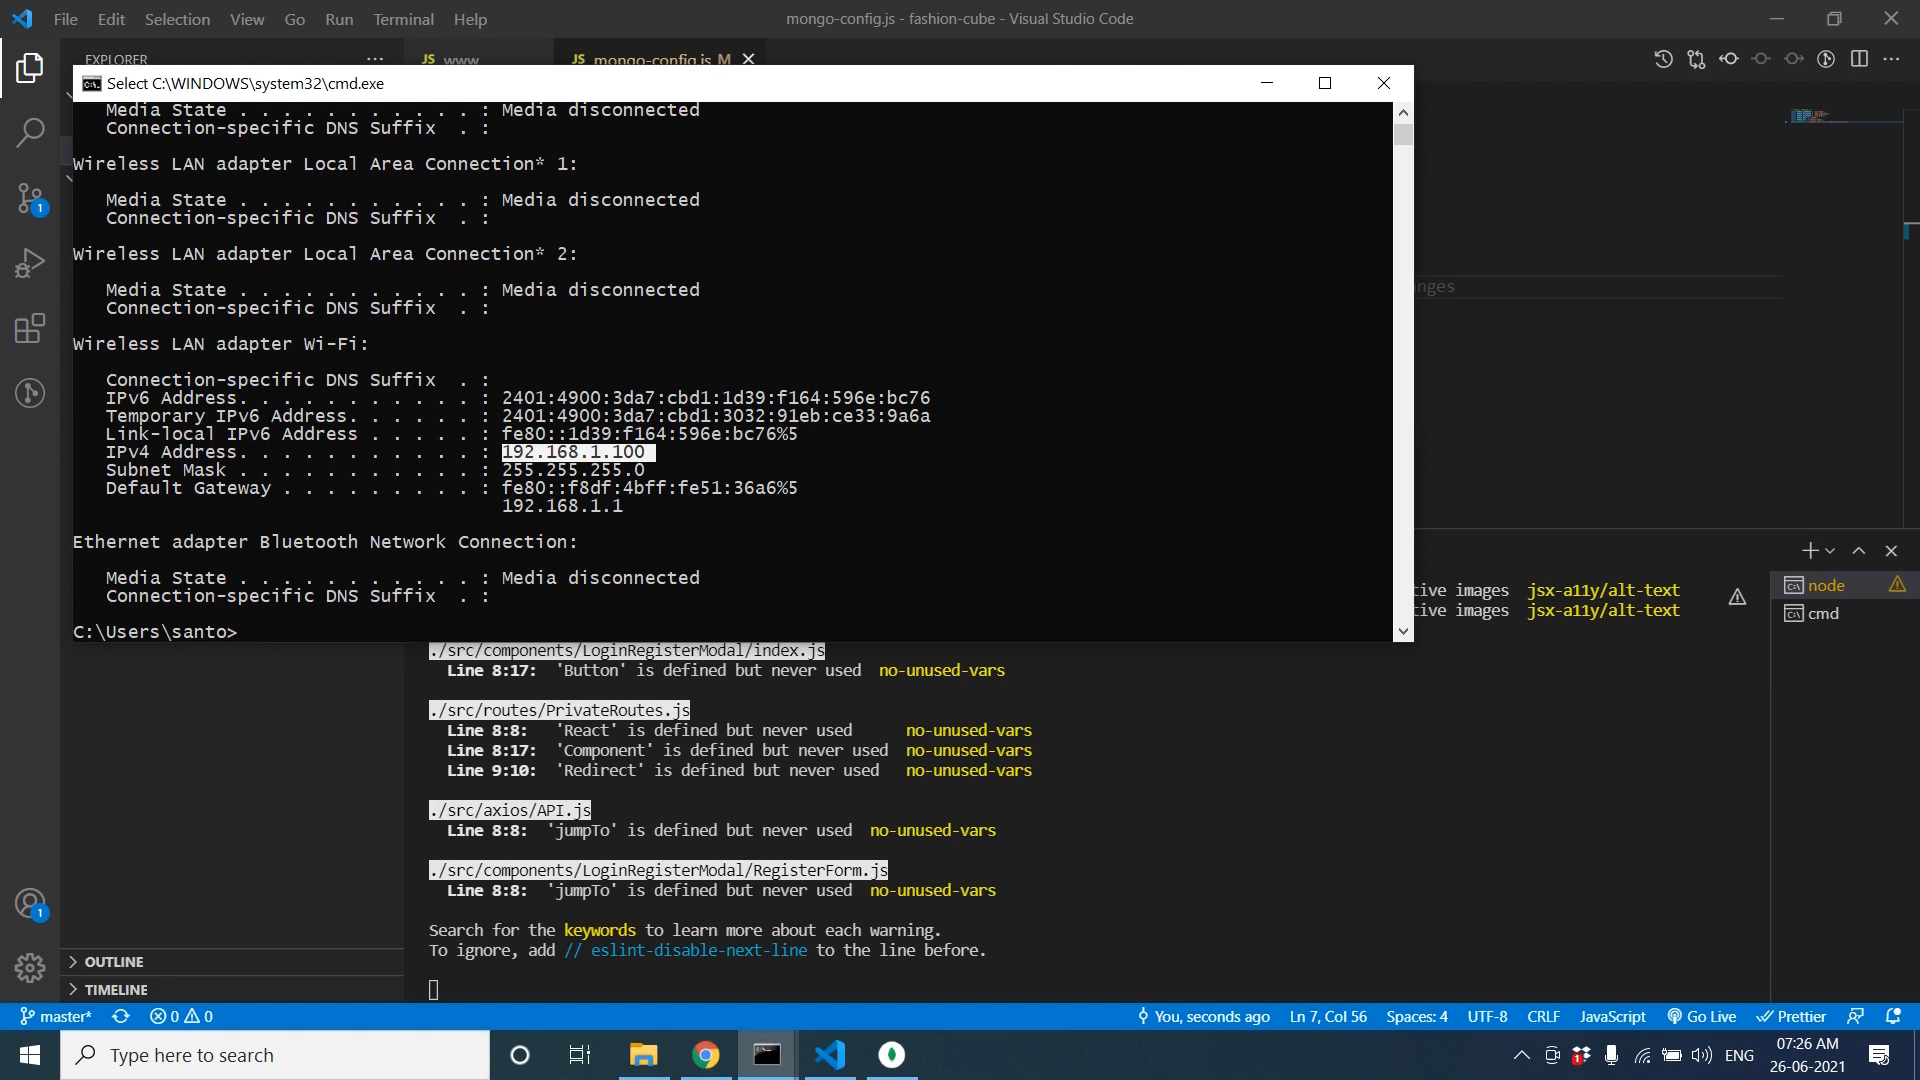 File Edit Selection View Go Run Terminal Help
mongo-config.js - fashion-cube - Visual Studio Code
EXPLORER
JS www
JS mongo-config.js M
Select C:\WINDOWS\system32\cmd.exe
Media State . . . . . . . . . . . : Media disconnected
Connection-specific DNS Suffix . :
Wireless LAN adapter Local Area Connection* 1:
Media State . . . . . . . . . . . : Media disconnected
Connection-specific DNS Suffix . :
Wireless LAN adapter Local Area Connection* 2:
Media State . . . . . . . . . . . : Media disconnected
Connection-specific DNS Suffix . :
Wireless LAN adapter Wi-Fi:
Connection-specific DNS Suffix . :
IPv6 Address. . . . . . . . . . . : 2401:4900:3da7:cbd1:1d39:f164:596e:bc76
Temporary IPv6 Address. . . . . . : 2401:4900:3da7:cbd1:3032:91eb:ce33:9a6a
Link-local IPv6 Address . . . . . : fe80::1d39:f164:596e:bc76%5
IPv4 Address. . . . . . . . . . . : 192.168.1.100
Subnet Mask . . . . . . . . . . . : 255.255.255.0
Default Gateway . . . . . . . . . : fe80::f8df:4bff:fe51:36a6%5
192.168.1.1
Ethernet adapter Bluetooth Network Connection:
Media State . . . . . . . . . . . : Media disconnected
Connection-specific DNS Suffix . :
C:\Users\santo>
anges
tive images jsx-a11y/alt-text
tive images jsx-a11y/alt-text
node
cmd
./src/components/LoginRegisterModal/index.js
Line 8:17: 'Button' is defined but never used no-unused-vars
./src/routes/PrivateRoutes.js
Line 8:8: 'React' is defined but never used no-unused-vars
Line 8:17: 'Component' is defined but never used no-unused-vars
Line 9:10: 'Redirect' is defined but never used no-unused-vars
./src/axios/API.js
Line 8:8: 'jumpTo' is defined but never used no-unused-vars
./src/components/LoginRegisterModal/RegisterForm.js
Line 8:8: 'jumpTo' is defined but never used no-unused-vars
Search for the keywords to learn more about each warning.
To ignore, add // eslint-disable-next-line to the line before.
1
1
OUTLINE
TIMELINE
master* 0 0 You, seconds ago Ln 7, Col 56 Spaces: 4 UTF-8 CRLF JavaScript Go Live Prettier
Type here to search
1
ENG
07:26 AM
26-06-2021